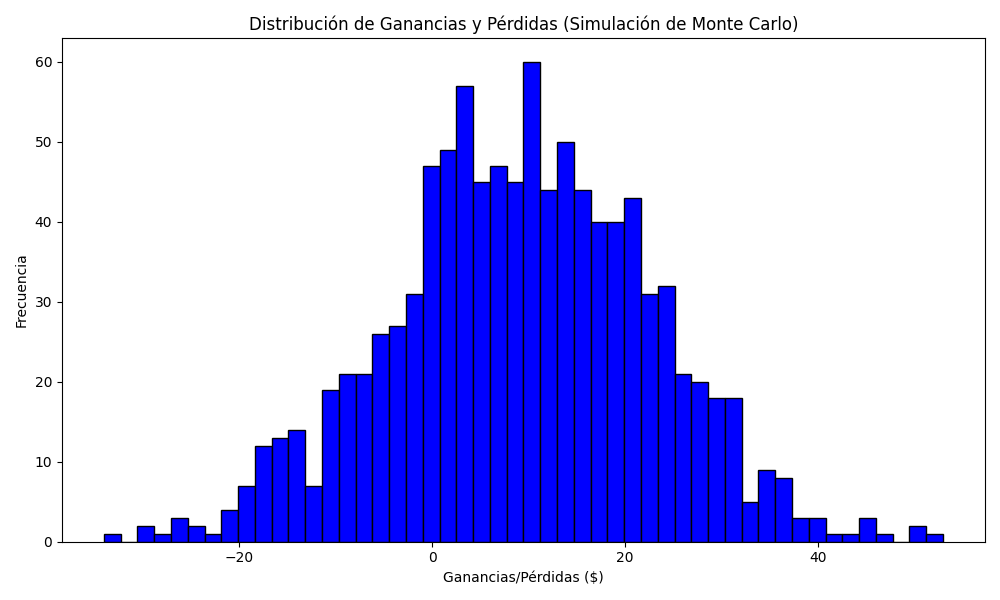 Distribución de Ganancias y Pérdidas (Simulación de Monte Carlo)
60
50
40
30
20
10
0
Frecuencia
−20 0 20 40
Ganancias/Pérdidas ($)